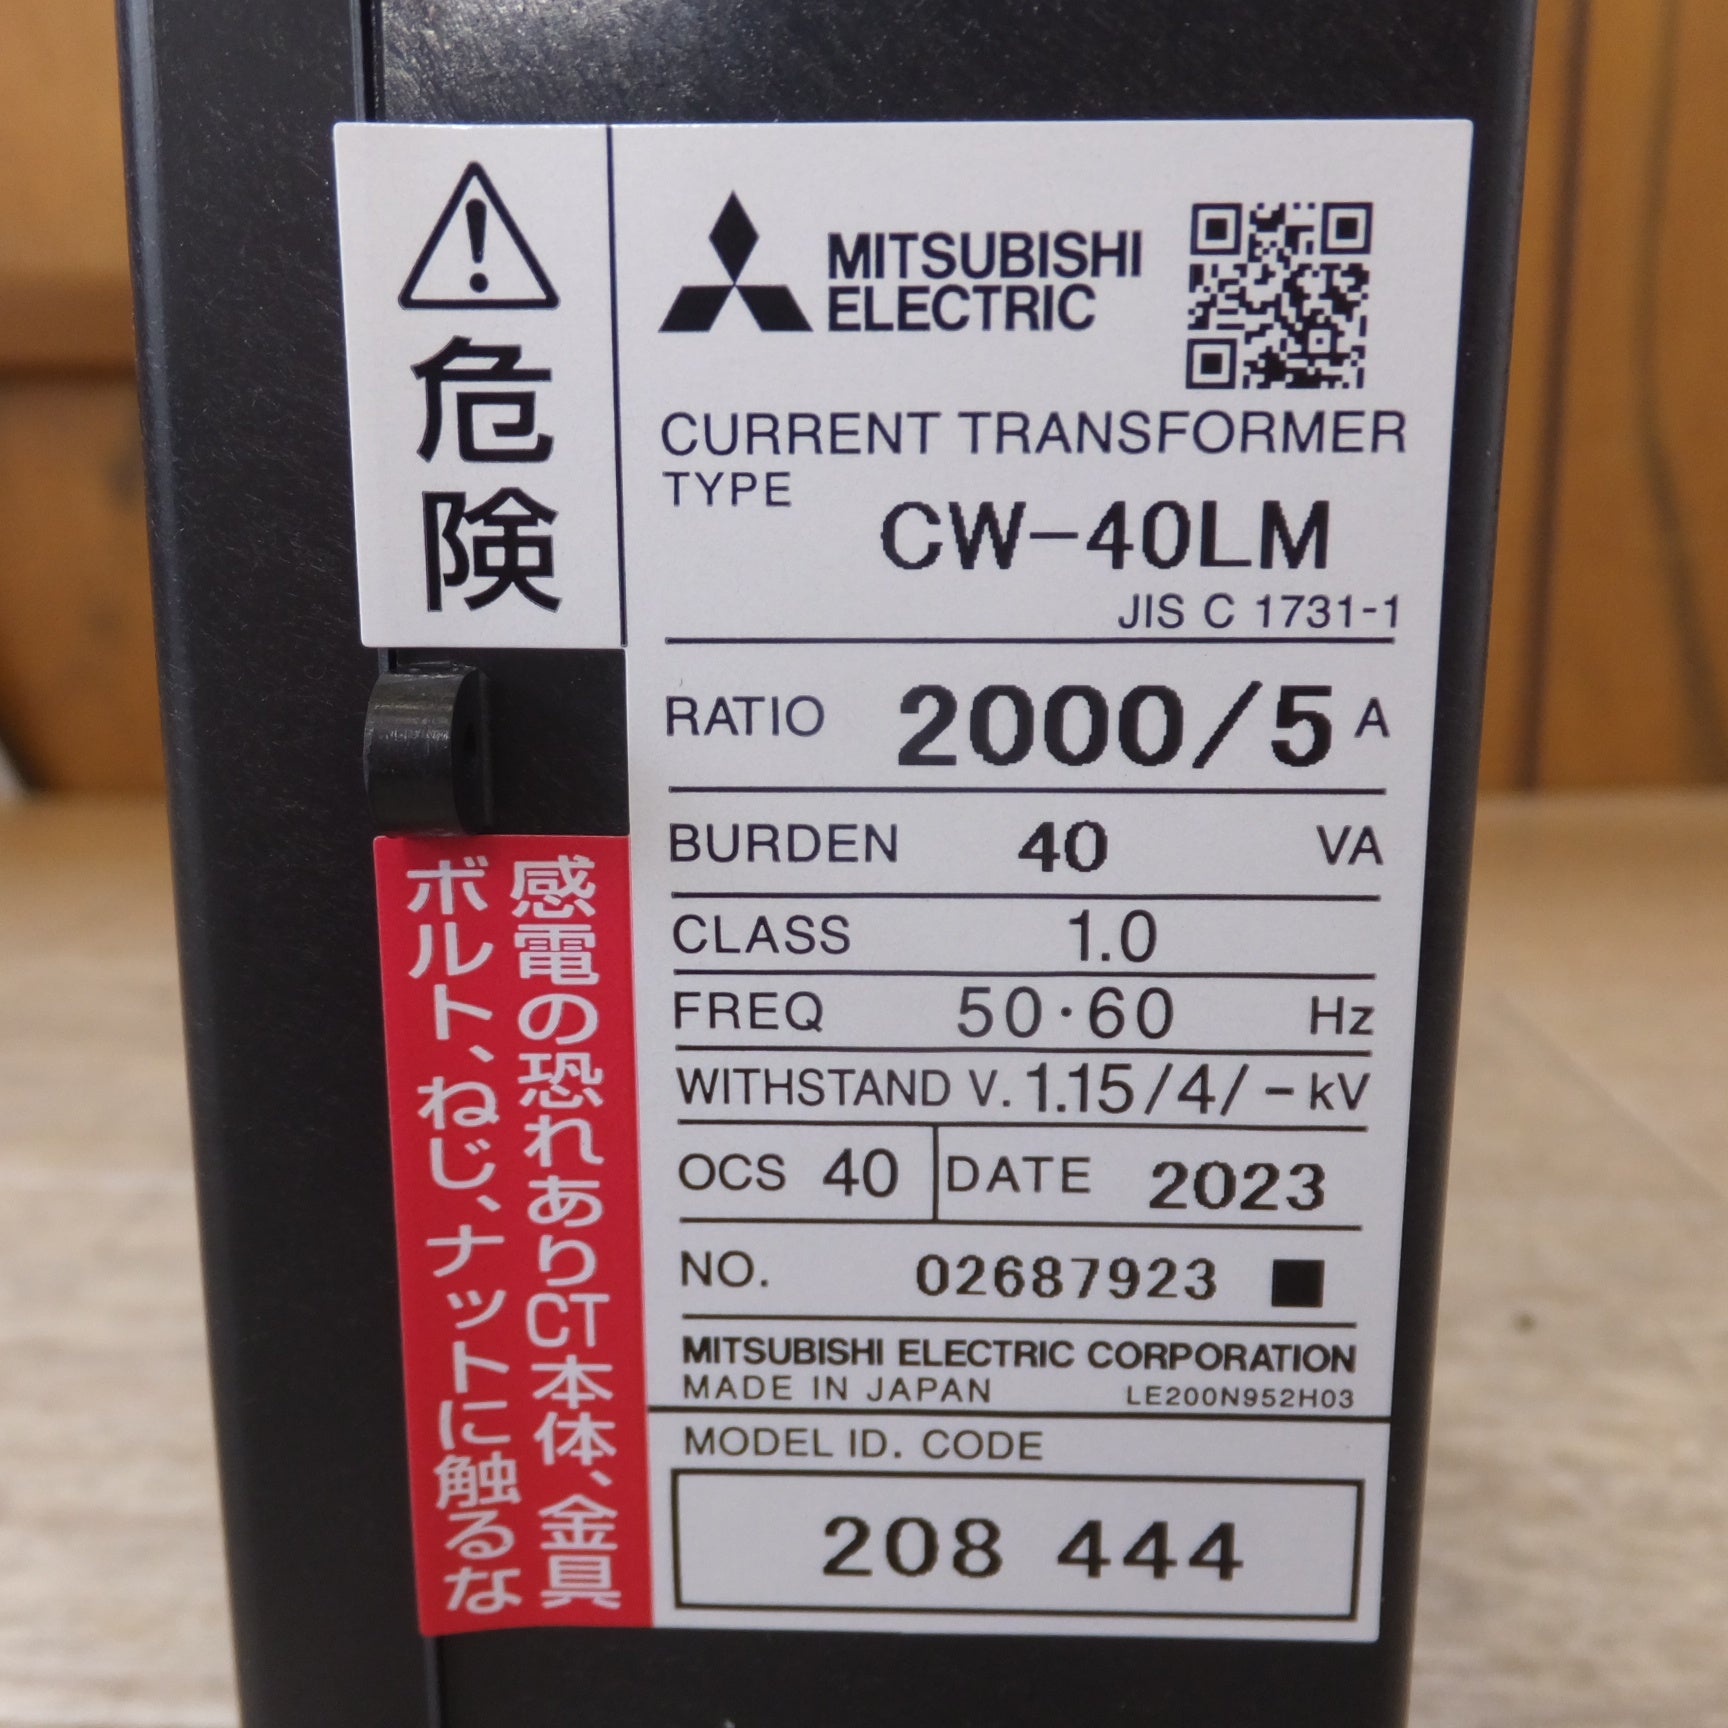 危険
感電の恐れありCT本体、金具
ボルト、ねじ、ナットに触るな
MITSUBISHI
ELECTRIC
CURRENT TRANSFORMER
TYPE CW-40LM
JIS C 1731-1
RATIO 2000/5 A
BURDEN 40 VA
CLASS 1.0
FREQ 50·60 Hz
WITHSTAND V. 1.15/4/- kV
OCS 40 DATE 2023
NO. 02687923 ■
MITSUBISHI ELECTRIC CORPORATION
MADE IN JAPAN LE200N952H03
MODEL ID. CODE
208 444